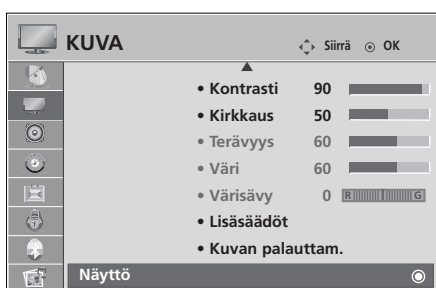 KUVA Siirrä OK
• Kontrasti 90
• Kirkkaus 50
• Terävyys 60
• Väri 60
• Värisävy 0 R G
• Lisäsäädöt
• Kuvan palauttam.
Näyttö